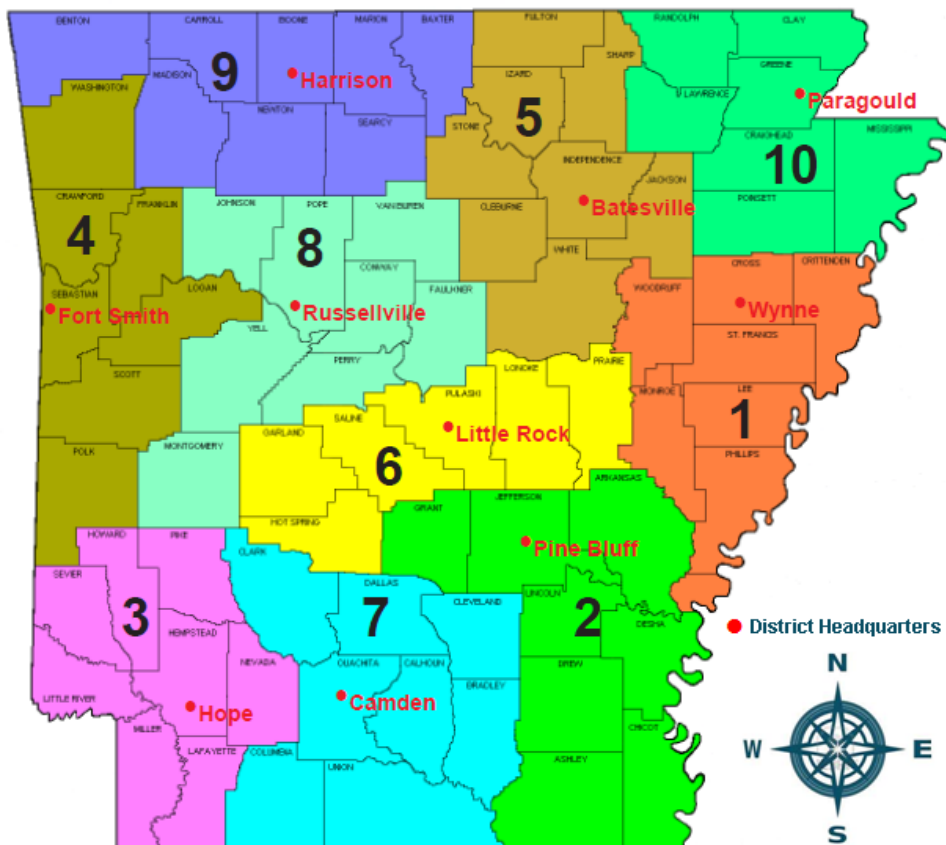 BENTON
CARROLL
BOONE
MARION
BAXTER
FULTON
RANDOLPH
CLAY
SHARP
MADISON
9
Harrison
IZARD
GREENE
WASHINGTON
5
LAWRENCE
Paragould
NEWTON
SEARCY
STONE
CRAIGHEAD
MISSISSIPPI
INDEPENDENCE
10
JACKSON
CRAWFORD
FRANKLIN
JOHNSON
POPE
VAN BUREN
CLEBURNE
Batesville
POINSETT
4
8
WHITE
CONWAY
CROSS
CRITTENDEN
SEBASTIAN
LOGAN
FAULKNER
WOODRUFF
Fort Smith
Russellville
Wynne
YELL
ST. FRANCIS
PERRY
LONOKE
PRAIRIE
SCOTT
PULASKI
MONROE
LEE
SALINE
1
GARLAND
Little Rock
POLK
MONTGOMERY
PHILLIPS
6
ARKANSAS
JEFFERSON
GRANT
HOT SPRING
HOWARD
PIKE
Pine Bluff
CLARK
SEVIER
DALLAS
LINCOLN
CLEVELAND
3
7
2
DESHA
District Headquarters
HEMPSTEAD
NEVADA
OUACHITA
CALHOUN
DREW
N
BRADLEY
LITTLE RIVER
Camden
Hope
MILLER
CHICOT
LAFAYETTE
COLUMBIA
W
E
ASHLEY
UNION
S